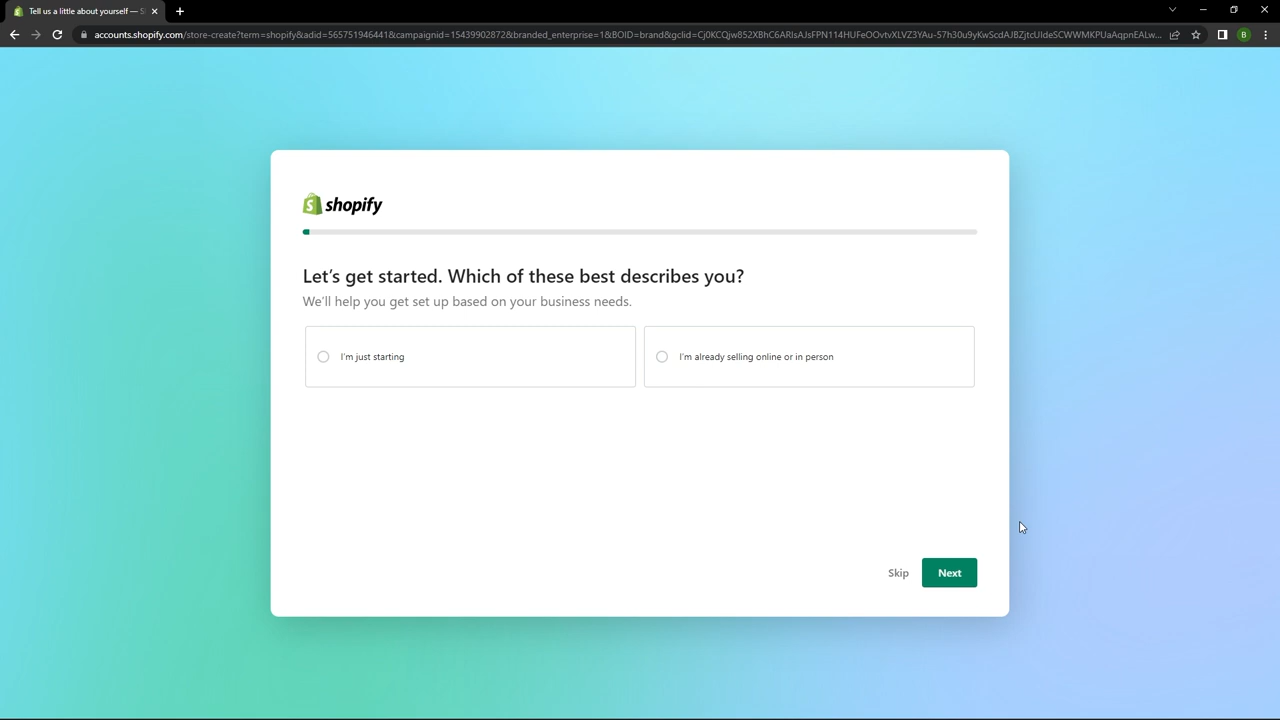 Tell us a little about yourself — S
accounts.shopify.com/store-create?term=shopify&adid=565751946441&campaignid=15439902872&branded_enterprise=1&BOID=brand&gclid=Cj0KCQjw852XBhC6ARIsAJsFPN114HUFeOOvtvXLVZ3YAu-57h30u9yKwScdAJBZjtcUIdeSCWWMKPUaAqpnEALw...
B
shopify
Let's get started. Which of these best describes you?
We'll help you get set up based on your business needs.
I'm just starting
I'm already selling online or in person
Skip
Next